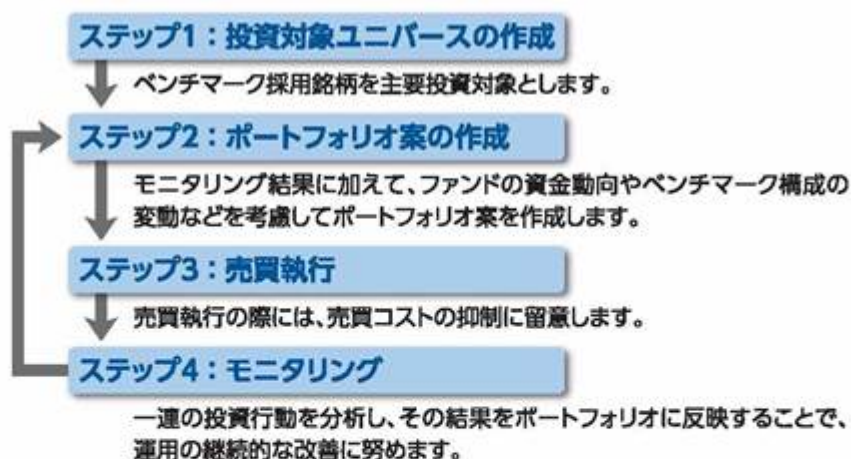 ステップ1：投資対象ユニバースの作成
ベンチマーク採用銘柄を主要投資対象とします。
ステップ2：ポートフォリオ案の作成
モニタリング結果に加えて、ファンドの資金動向やベンチマーク構成の
変動などを考慮してポートフォリオ案を作成します。
ステップ3：売買執行
売買執行の際には、売買コストの抑制に留意します。
ステップ4：モニタリング
一連の投資行動を分析し、その結果をポートフォリオに反映することで、
運用の継続的な改善に努めます。